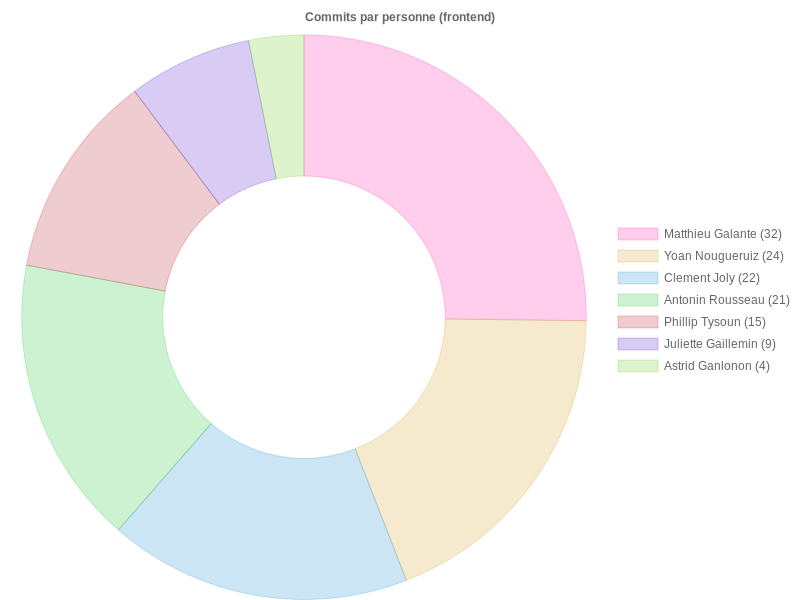 Commits par personne (frontend)
Matthieu Galante (32)
Yoan Nougueruiz (24)
Clement Joly (22)
Antonin Rousseau (21)
Phillip Tysoun (15)
Juliette Gaillemin (9)
Astrid Ganlonon (4)